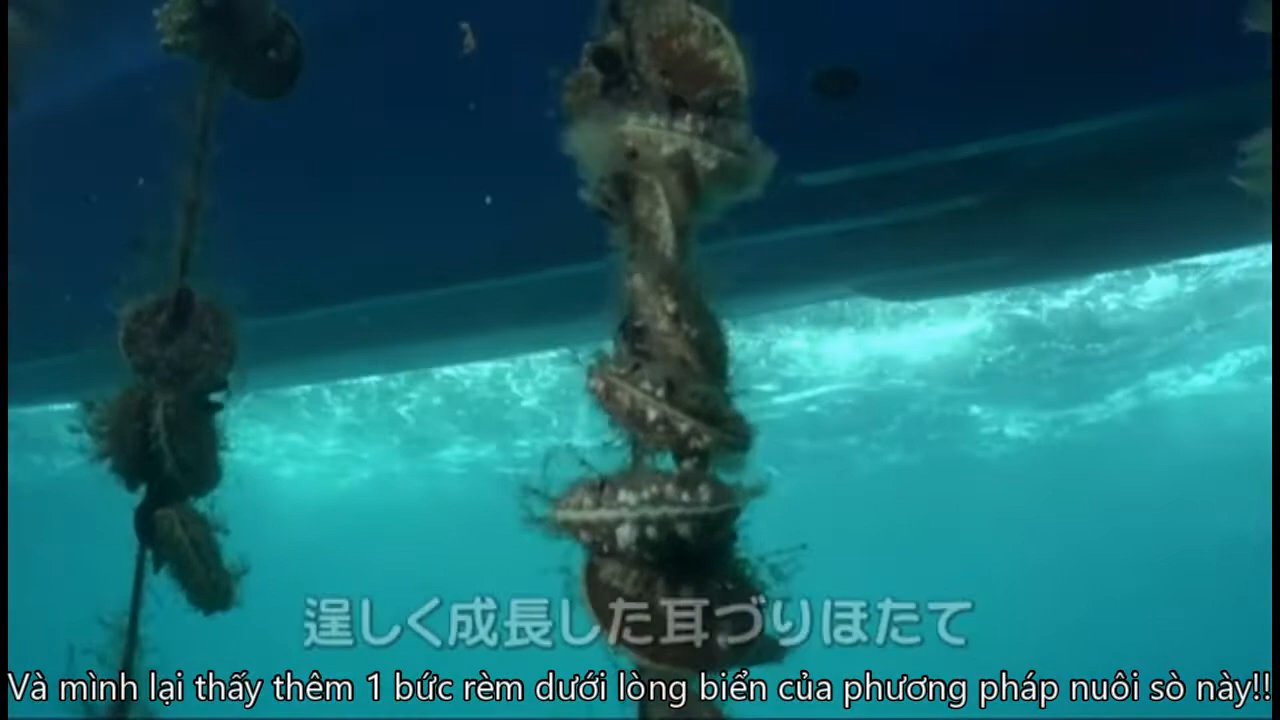 逞しく成長した耳づりほたて
Và mình lại thấy thêm 1 bức rèm dưới lòng biển của phương pháp nuôi sò này!!